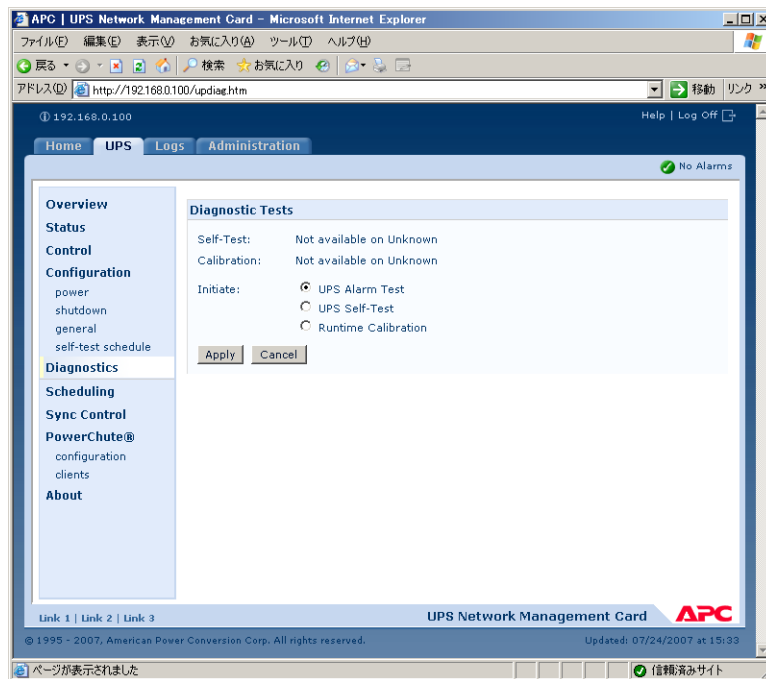 APC | UPS Network Management Card - Microsoft Internet Explorer
ファイル(F) 編集(E) 表示(V) お気に入り(A) ツール(T) ヘルプ(H)
戻る 検索 お気に入り
アドレス(D) http://192.168.0.100/updiag.htm 移動 リンク »
192.168.0.100 Help | Log Off
Home UPS Logs Administration
No Alarms
Overview
Status
Control
Configuration
power
shutdown
general
self-test schedule
Diagnostics
Scheduling
Sync Control
PowerChute®
configuration
clients
About
Diagnostic Tests
Self-Test: Not available on Unknown
Calibration: Not available on Unknown
Initiate: UPS Alarm Test
UPS Self-Test
Runtime Calibration
Apply Cancel
Link 1 | Link 2 | Link 3 UPS Network Management Card APC
© 1995 - 2007, American Power Conversion Corp. All rights reserved. Updated: 07/24/2007 at 15:33
ページが表示されました 信頼済みサイト